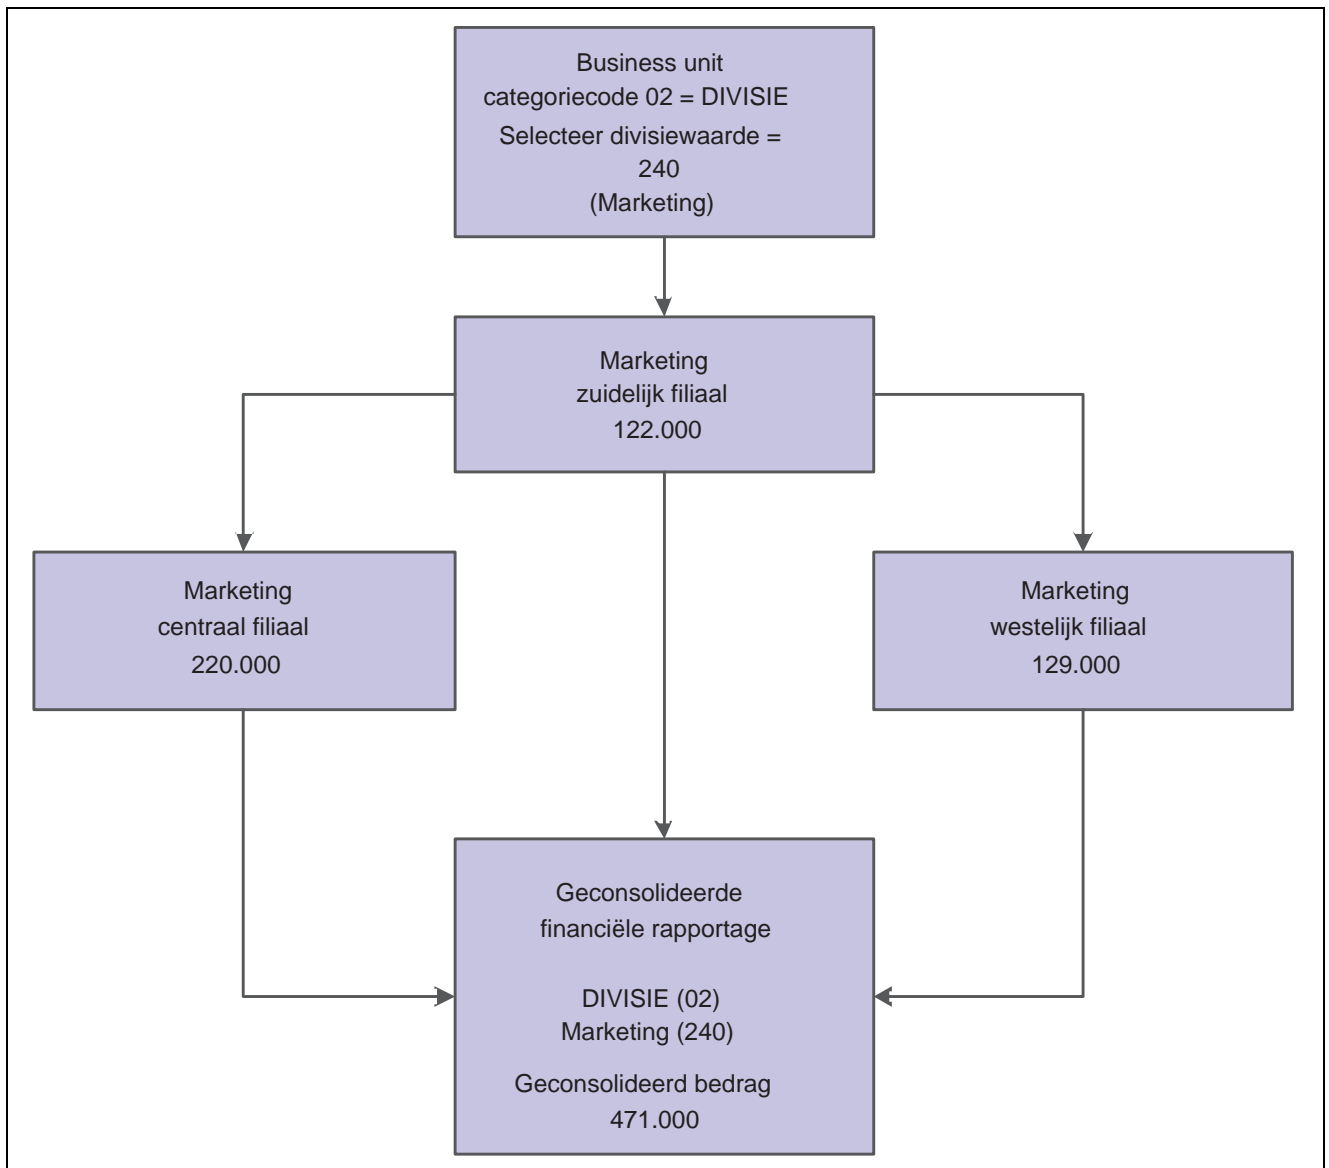 Business unit
categoriecode 02 = DIVISIE
Selecteer divisiewaarde =
240
(Marketing)
Marketing
zuidelijk filiaal
122.000
Marketing
centraal filiaal
220.000
Marketing
westelijk filiaal
129.000
Geconsolideerde
financiële rapportage
DIVISIE (02)
Marketing (240)
Geconsolideerd bedrag
471.000